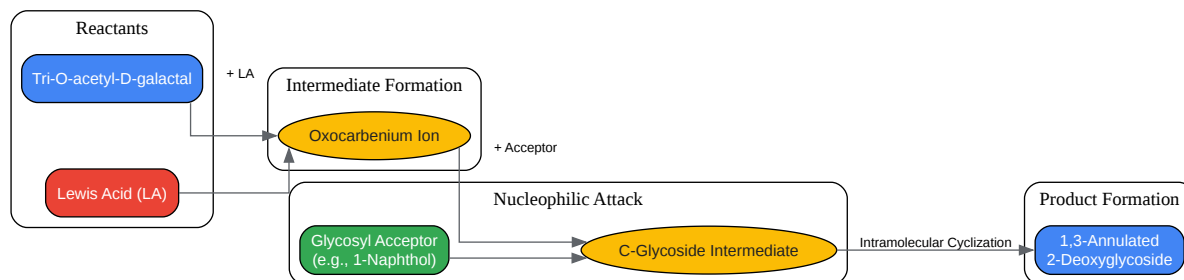 Reactants
Tri-O-acetyl-D-galactal
+ LA
Intermediate Formation
Oxocarbenium Ion
+ Acceptor
Lewis Acid (LA)
Nucleophilic Attack
Glycosyl Acceptor
(e.g., 1-Naphthol)
C-Glycoside Intermediate
Intramolecular Cyclization
Product Formation
1,3-Annulated
2-Deoxyglycoside